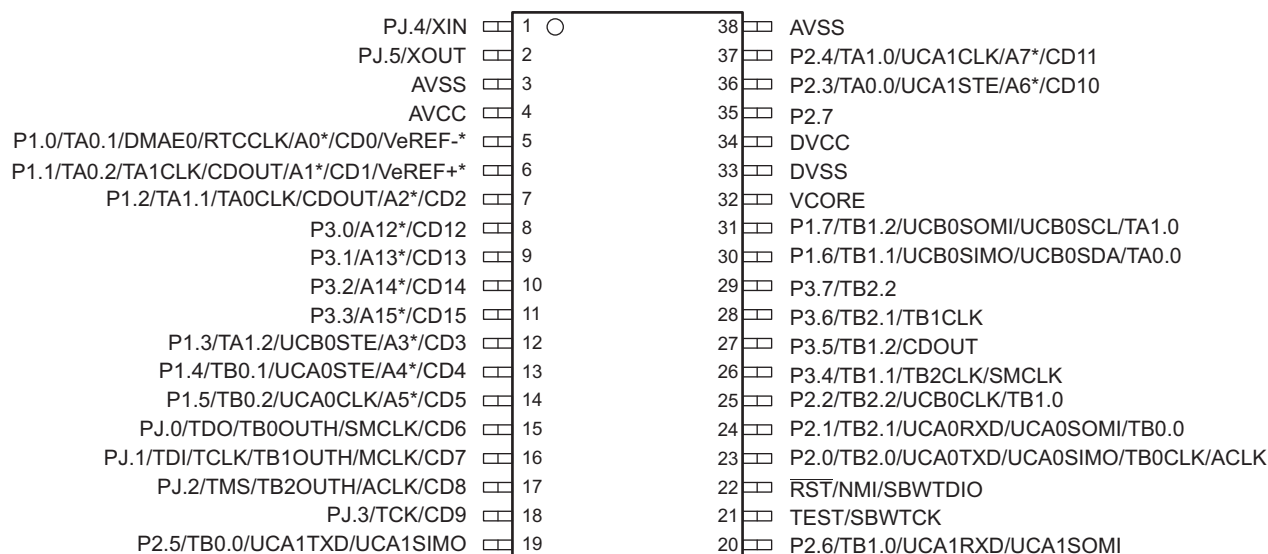 PJ.4/XIN 1 38 AVSS
PJ.5/XOUT 2 37 P2.4/TA1.0/UCA1CLK/A7*/CD11
AVSS 3 36 P2.3/TA0.0/UCA1STE/A6*/CD10
AVCC 4 35 P2.7
P1.0/TA0.1/DMAE0/RTCCLK/A0*/CD0/VeREF-* 5 34 DVCC
P1.1/TA0.2/TA1CLK/CDOUT/A1*/CD1/VeREF+* 6 33 DVSS
P1.2/TA1.1/TA0CLK/CDOUT/A2*/CD2 7 32 VCORE
P3.0/A12*/CD12 8 31 P1.7/TB1.2/UCB0SOMI/UCB0SCL/TA1.0
P3.1/A13*/CD13 9 30 P1.6/TB1.1/UCB0SIMO/UCB0SDA/TA0.0
P3.2/A14*/CD14 10 29 P3.7/TB2.2
P3.3/A15*/CD15 11 28 P3.6/TB2.1/TB1CLK
P1.3/TA1.2/UCB0STE/A3*/CD3 12 27 P3.5/TB1.2/CDOUT
P1.4/TB0.1/UCA0STE/A4*/CD4 13 26 P3.4/TB1.1/TB2CLK/SMCLK
P1.5/TB0.2/UCA0CLK/A5*/CD5 14 25 P2.2/TB2.2/UCB0CLK/TB1.0
PJ.0/TDO/TB0OUTH/SMCLK/CD6 15 24 P2.1/TB2.1/UCA0RXD/UCA0SOMI/TB0.0
PJ.1/TDI/TCLK/TB1OUTH/MCLK/CD7 16 23 P2.0/TB2.0/UCA0TXD/UCA0SIMO/TB0CLK/ACLK
PJ.2/TMS/TB2OUTH/ACLK/CD8 17 22 RST/NMI/SBWTDIO
PJ.3/TCK/CD9 18 21 TEST/SBWTCK
P2.5/TB0.0/UCA1TXD/UCA1SIMO 19 20 P2.6/TB1.0/UCA1RXD/UCA1SOMI